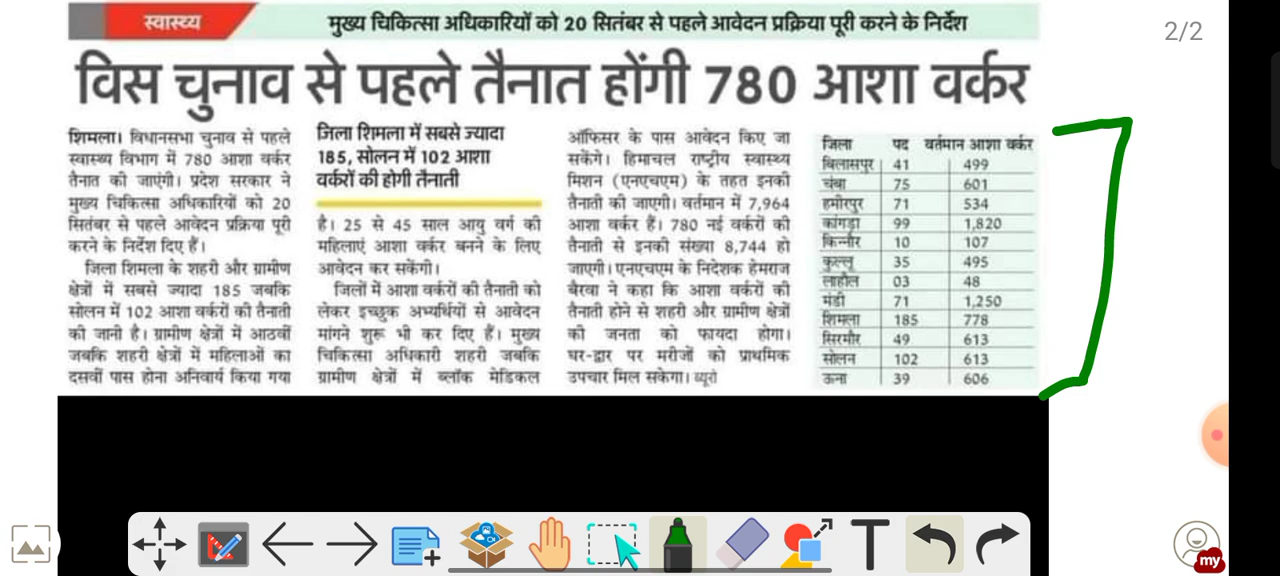 2/2
स्वास्थ्य
मुख्य चिकित्सा अधिकारियों को 20 सितंबर से पहले आवेदन प्रक्रिया पूरी करने के निर्देश
विस चुनाव से पहले तैनात होंगी 780 आशा वर्कर
शिमला। विधानसभा चुनाव से पहले
स्वास्थ्य विभाग में 780 आशा वर्कर
तैनात की जाएंगी। प्रदेश सरकार ने
मुख्य चिकित्सा अधिकारियों को 20
सितंबर से पहले आवेदन प्रक्रिया पूरी
करने के निर्देश दिए हैं।
जिला शिमला के शहरी और ग्रामीण
क्षेत्रों में सबसे ज्यादा 185 जबकि
सोलन में 102 आशा वर्करों की तैनाती
की जानी है। ग्रामीण क्षेत्रों में आठवीं
जबकि शहरी क्षेत्रों में महिलाओं का
दसवीं पास होना अनिवार्य किया गया
जिला शिमला में सबसे ज्यादा
185, सोलन में 102 आशा
वर्करों की होगी तैनाती
है। 25 से 45 साल आयु वर्ग की
महिलाएं आशा वर्कर बनने के लिए
आवेदन कर सकेंगी।
जिलों में आशा वर्करों की तैनाती को
लेकर इच्छुक अभ्यर्थियों से आवेदन
मांगने शुरू भी कर दिए हैं। मुख्य
चिकित्सा अधिकारी शहरी जबकि
ग्रामीण क्षेत्रों में ब्लॉक मेडिकल
ऑफिसर के पास आवेदन किए जा
सकेंगे। हिमाचल राष्ट्रीय स्वास्थ्य
मिशन (एनएचएम) के तहत इनकी
तैनाती की जाएगी। वर्तमान में 7,964
आशा वर्कर हैं। 780 नई वर्करों की
तैनाती से इनकी संख्या 8,744 हो
जाएगी। एनएचएम के निदेशक हेमराज
बैरवा ने कहा कि आशा वर्करों की
तैनाती होने से शहरी और ग्रामीण क्षेत्रों
की जनता को फायदा होगा।
घर-द्वार पर मरीजों को प्राथमिक
उपचार मिल सकेगा। ब्यूरो
जिला पद वर्तमान आशा वर्कर
बिलासपुर 41 499
चंबा 75 601
हमीरपुर 71 534
कांगड़ा 99 1,820
किन्नौर 10 107
कुल्लू 35 495
लाहौल 03 48
मंडी 71 1,250
शिमला 185 778
सिरमौर 49 613
सोलन 102 613
ऊना 39 606
T
my